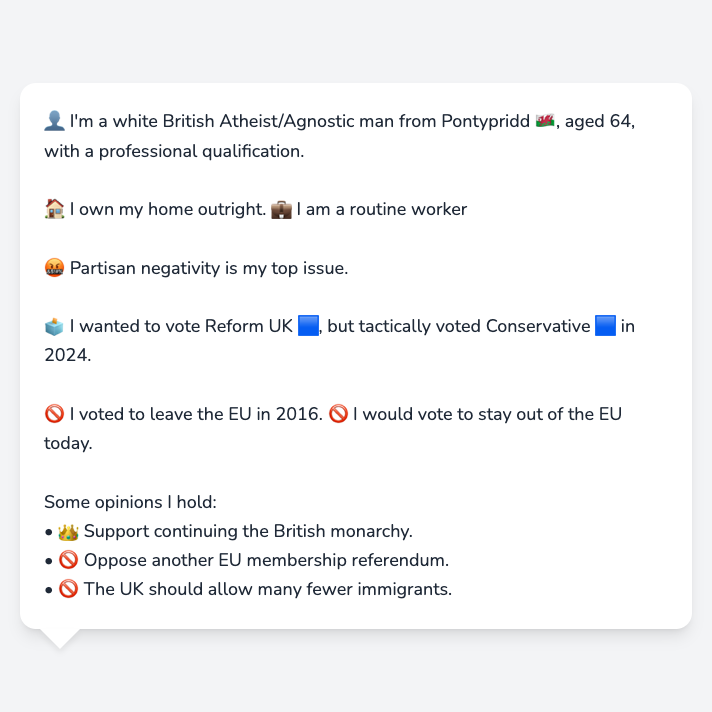 👤 I'm a white British Atheist/Agnostic man from Pontypridd 🏴󠁧󠁢󠁷󠁬󠁳󠁿, aged 64,
with a professional qualification.
🏠 I own my home outright. 💼 I am a routine worker
🤬 Partisan negativity is my top issue.
🗳️ I wanted to vote Reform UK 🟦, but tactically voted Conservative 🟦 in
2024.
🚫 I voted to leave the EU in 2016. 🚫 I would vote to stay out of the EU
today.
Some opinions I hold:
• 👑 Support continuing the British monarchy.
• 🚫 Oppose another EU membership referendum.
• 🚫 The UK should allow many fewer immigrants.